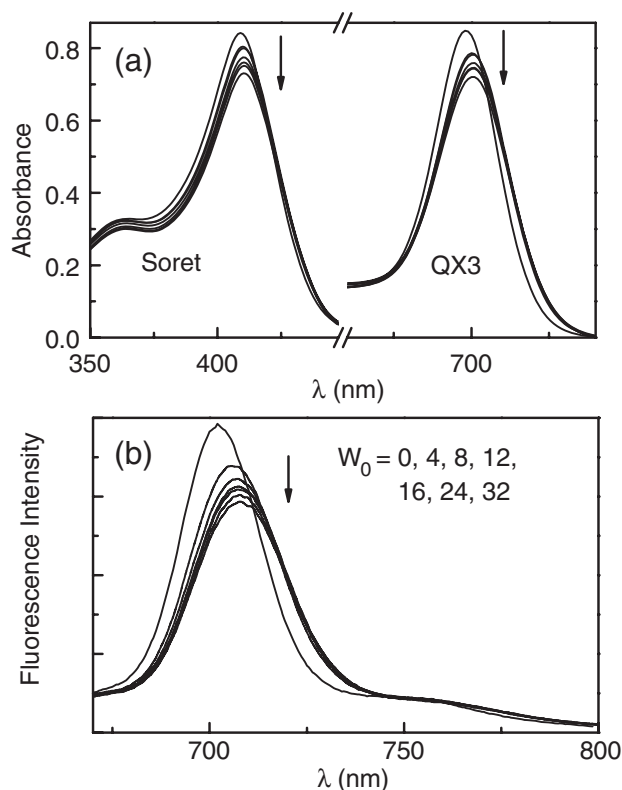 (a)
Absorbance
0.8
0.6
0.4
0.2
0.0
Soret
QX3
350
400
700
λ (nm)
(b)
Fluorescence Intensity
W₀ = 0, 4, 8, 12,
16, 24, 32
700
750
800
λ (nm)